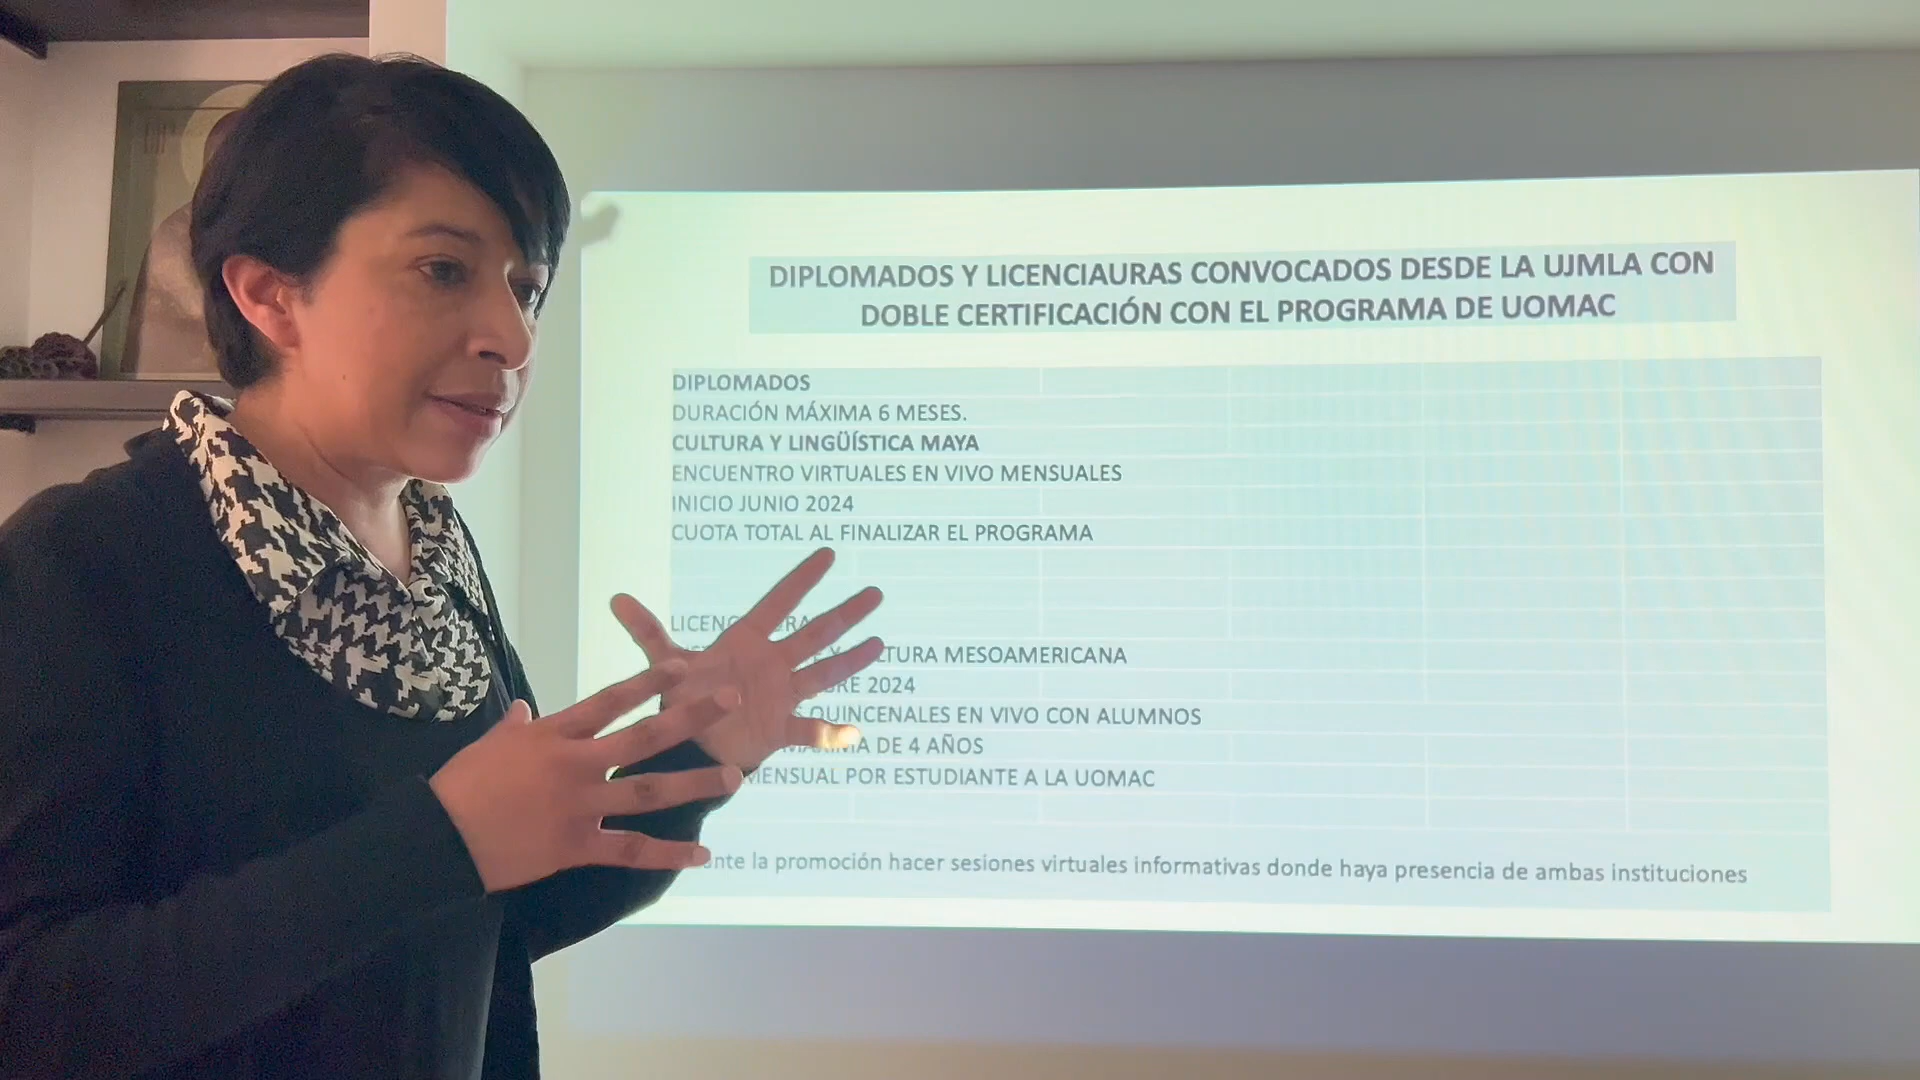 DIPLOMADOS Y LICENCIAURAS CONVOCADOS DESDE LA UJMLA CON
DOBLE CERTIFICACIÓN CON EL PROGRAMA DE UOMAC
DIPLOMADOS
DURACIÓN MÁXIMA 6 MESES.
CULTURA Y LINGÜÍSTICA MAYA
ENCUENTRO VIRTUALES EN VIVO MENSUALES
INICIO JUNIO 2024
CUOTA TOTAL AL FINALIZAR EL PROGRAMA
Y MESOAMERICANA
2024
QUINCENALES EN VIVO CON ALUMNOS
DE 4 AÑOS
MENSUAL POR ESTUDIANTE A LA UOMAC
la promoción hacer sesiones virtuales informativas donde haya presencia de ambas instituciones